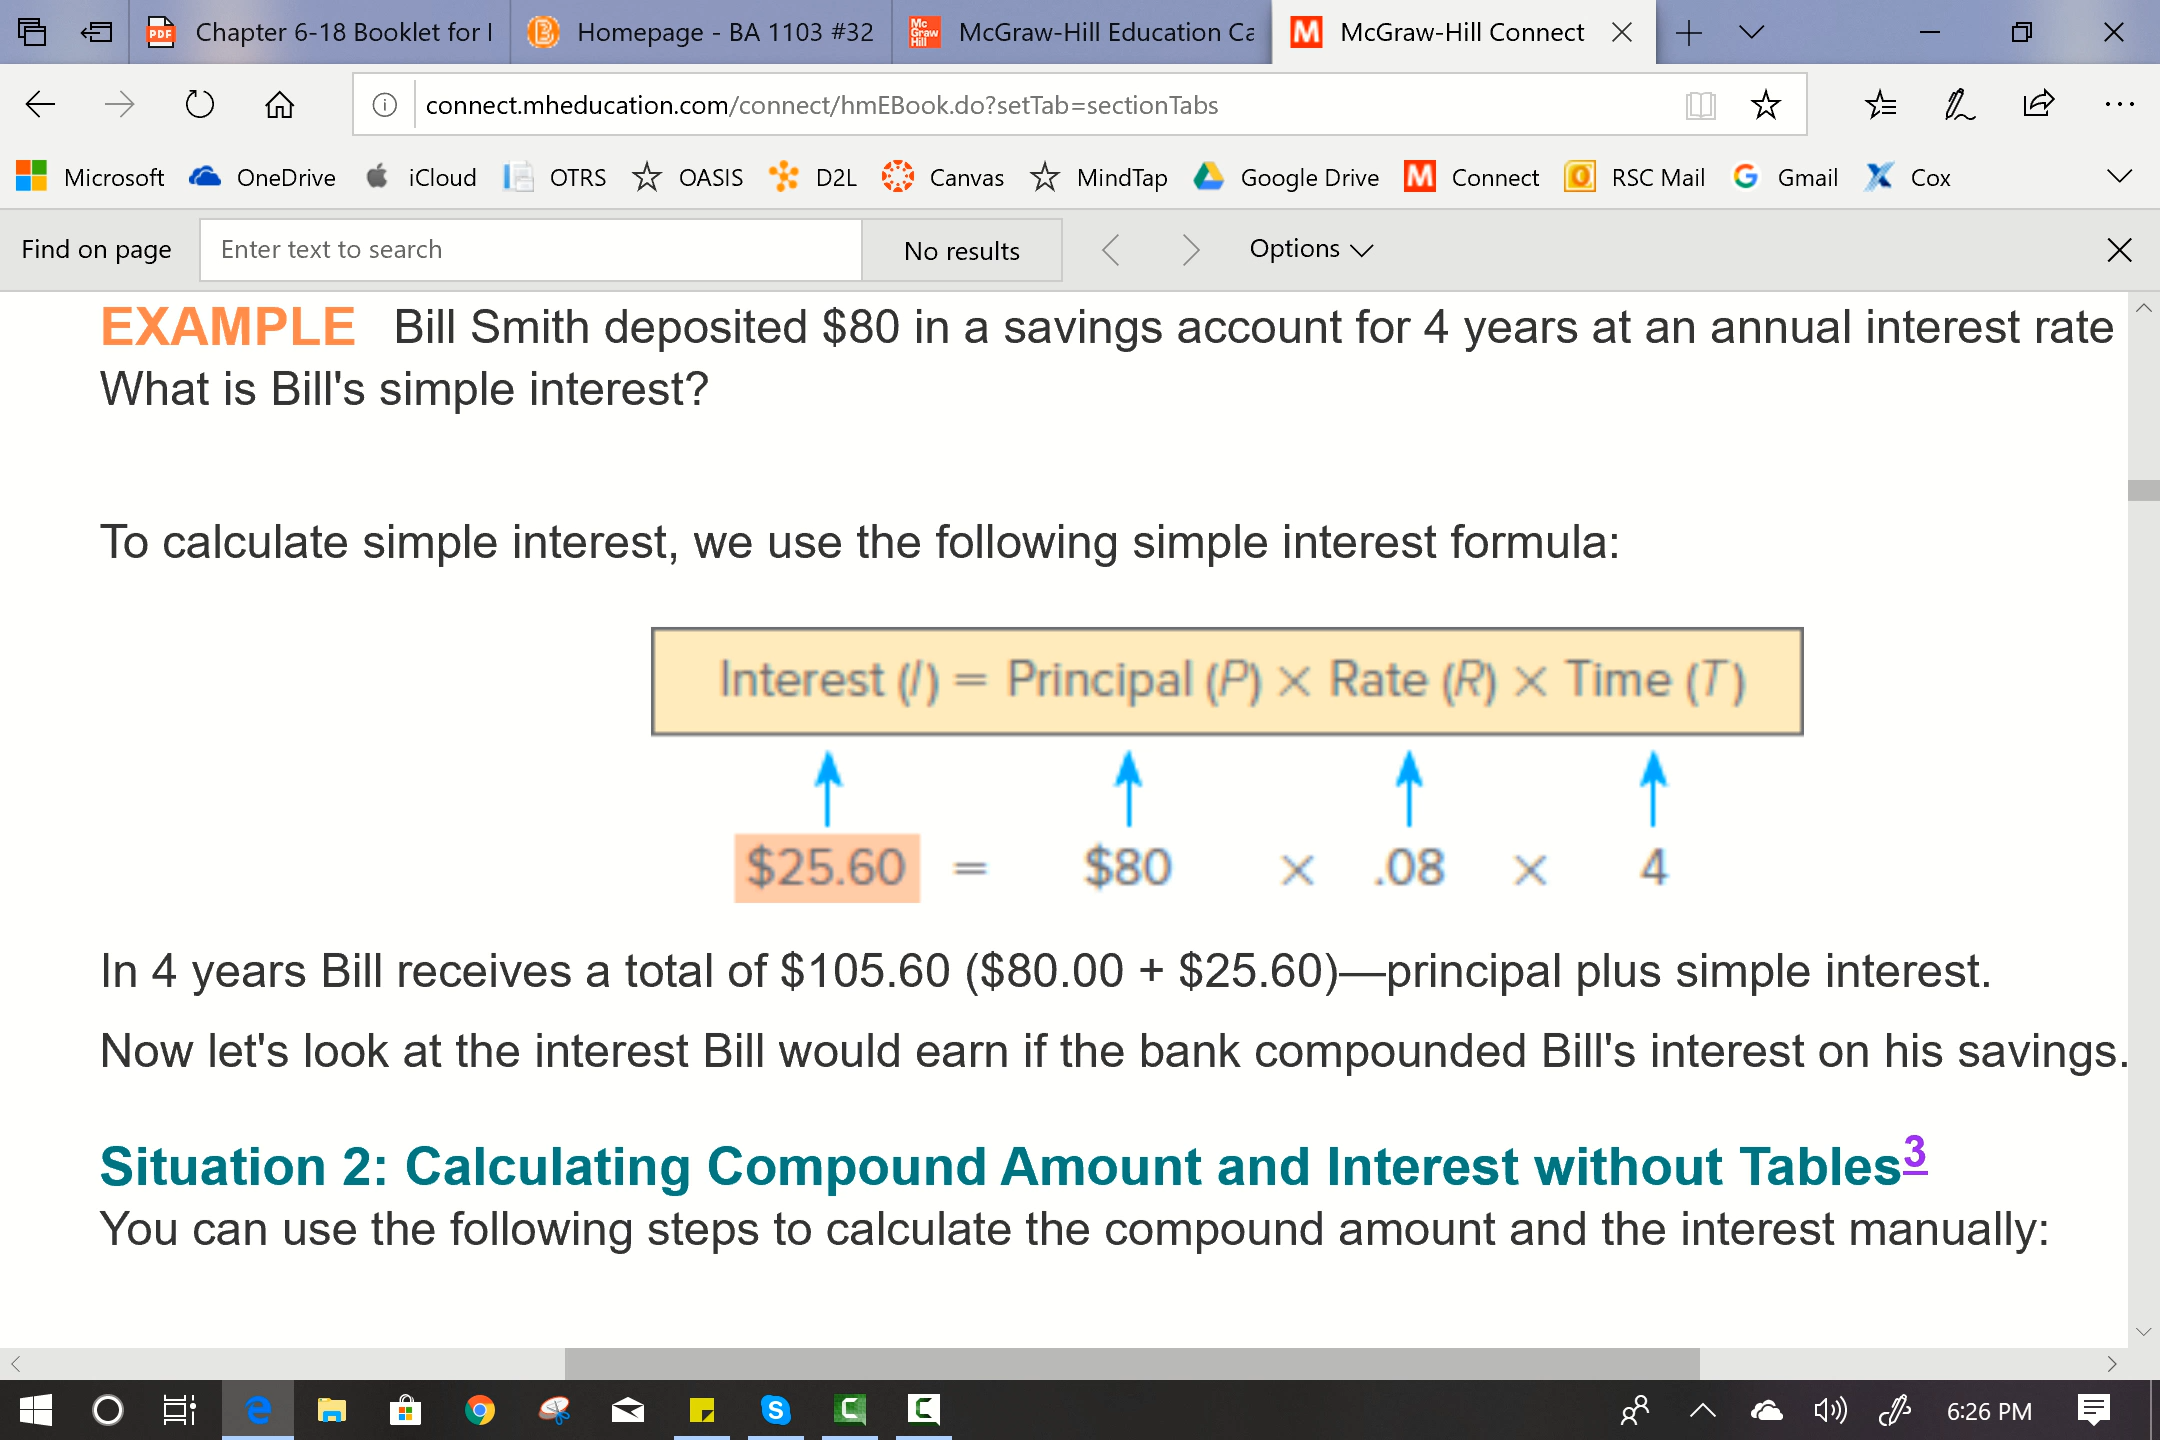 Chapter 6-18 Booklet for I
Homepage - BA 1103 #32
Mc Graw Hill
McGraw-Hill Education Ca
M
McGraw-Hill Connect
connect.mheducation.com/connect/hmEBook.do?setTab=sectionTabs
Microsoft OneDrive iCloud OTRS OASIS D2L Canvas MindTap Google Drive M Connect RSC Mail Gmail Cox
Find on page Enter text to search No results Options
EXAMPLE Bill Smith deposited $80 in a savings account for 4 years at an annual interest rate
What is Bill's simple interest?
To calculate simple interest, we use the following simple interest formula:
Interest (I) = Principal (P) × Rate (R) × Time (T)
$25.60 = $80 × .08 × 4
In 4 years Bill receives a total of $105.60 ($80.00 + $25.60)—principal plus simple interest.
Now let's look at the interest Bill would earn if the bank compounded Bill's interest on his savings.
Situation 2: Calculating Compound Amount and Interest without Tables3
You can use the following steps to calculate the compound amount and the interest manually:
6:26 PM